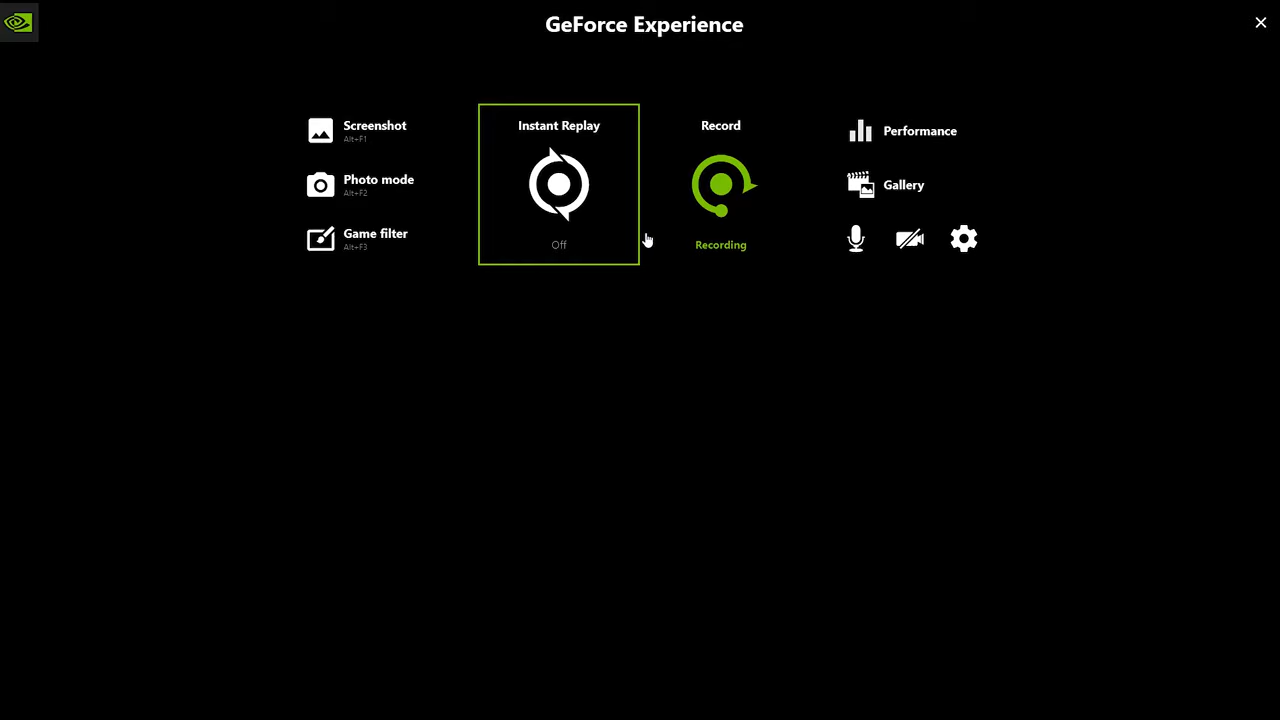 GeForce Experience
Screenshot
Alt+F1
Photo mode
Alt+F2
Game filter
Alt+F3
Instant Replay
Off
Record
Recording
Performance
Gallery